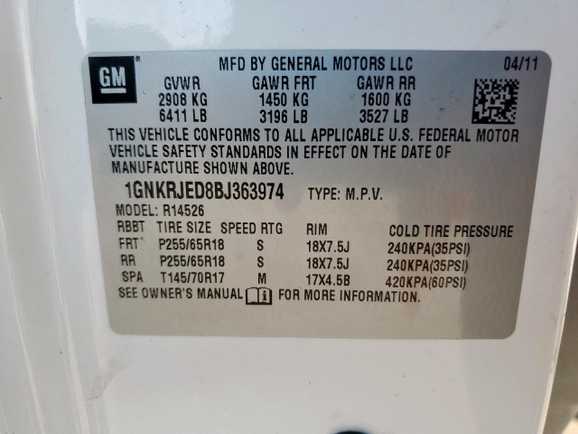 GM
MFD BY GENERAL MOTORS LLC 04/11
GVWR GAWR FRT GAWR RR
2908 KG 1450 KG 1600 KG
6411 LB 3196 LB 3527 LB
THIS VEHICLE CONFORMS TO ALL APPLICABLE U.S. FEDERAL MOTOR
VEHICLE SAFETY STANDARDS IN EFFECT ON THE DATE OF
MANUFACTURE SHOWN ABOVE.
1GNKRJED8BJ363974 TYPE: M.P.V.
MODEL: R14526
RBBT TIRE SIZE SPEED RTG RIM COLD TIRE PRESSURE
FRT P255/65R18 S 18X7.5J 240KPA(35PSI)
RR P255/65R18 S 18X7.5J 240KPA(35PSI)
SPA T145/70R17 M 17X4.5B 420KPA(60PSI)
SEE OWNER'S MANUAL FOR MORE INFORMATION.